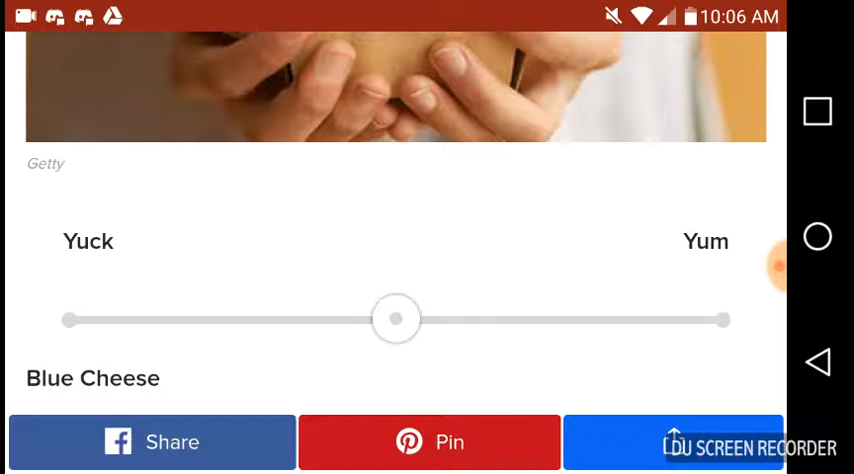 10:06 AM
Getty
Yuck Yum
Blue Cheese
Share Pin
DU SCREEN RECORDER